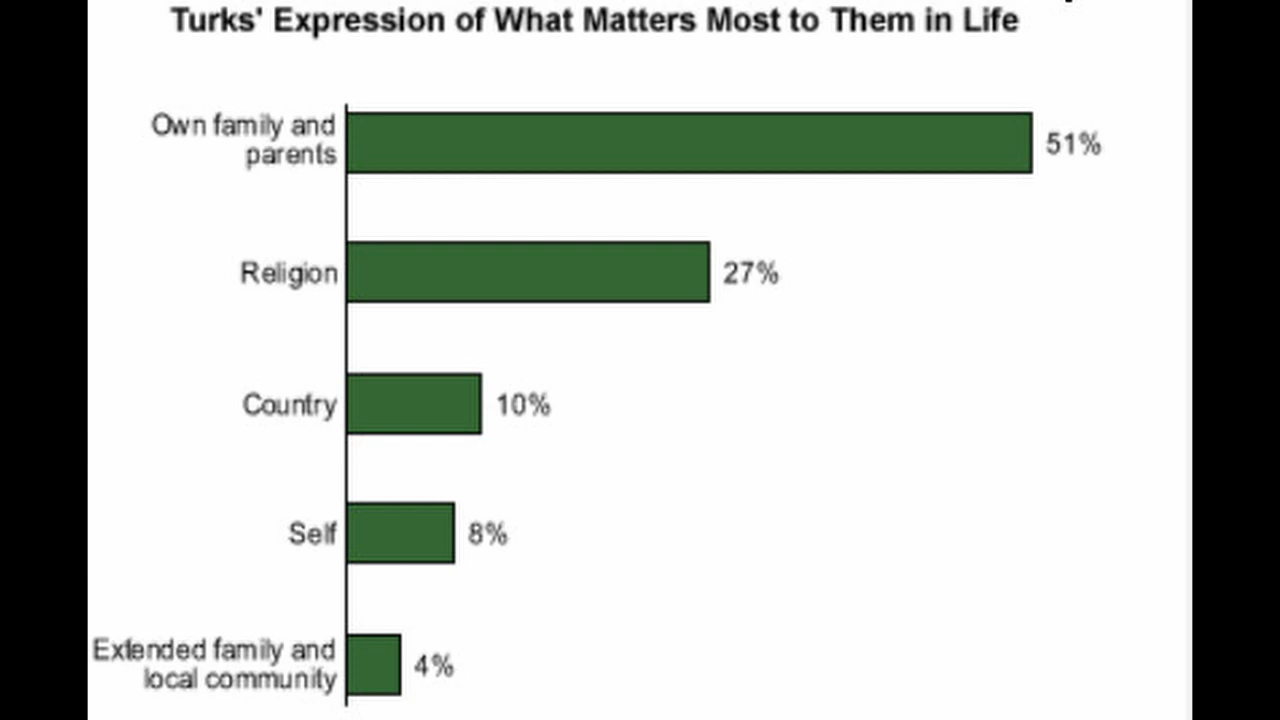 Turks' Expression of What Matters Most to Them in Life
Own family and
parents
51%
Religion
27%
Country
10%
Self
8%
Extended family and
local community
4%